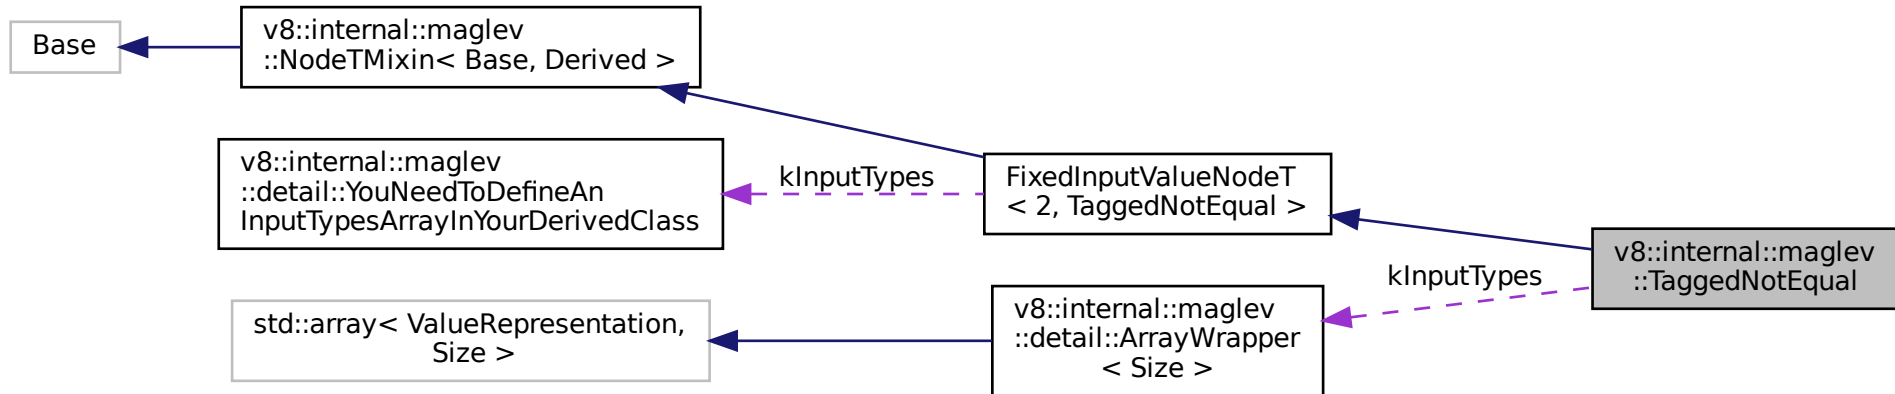 Base
v8::internal::maglev
::NodeTMixin< Base, Derived >
v8::internal::maglev
::detail::YouNeedToDefineAn
InputTypesArrayInYourDerivedClass
kInputTypes
FixedInputValueNodeT
< 2, TaggedNotEqual >
v8::internal::maglev
::TaggedNotEqual
kInputTypes
std::array< ValueRepresentation,
Size >
v8::internal::maglev
::detail::ArrayWrapper
< Size >